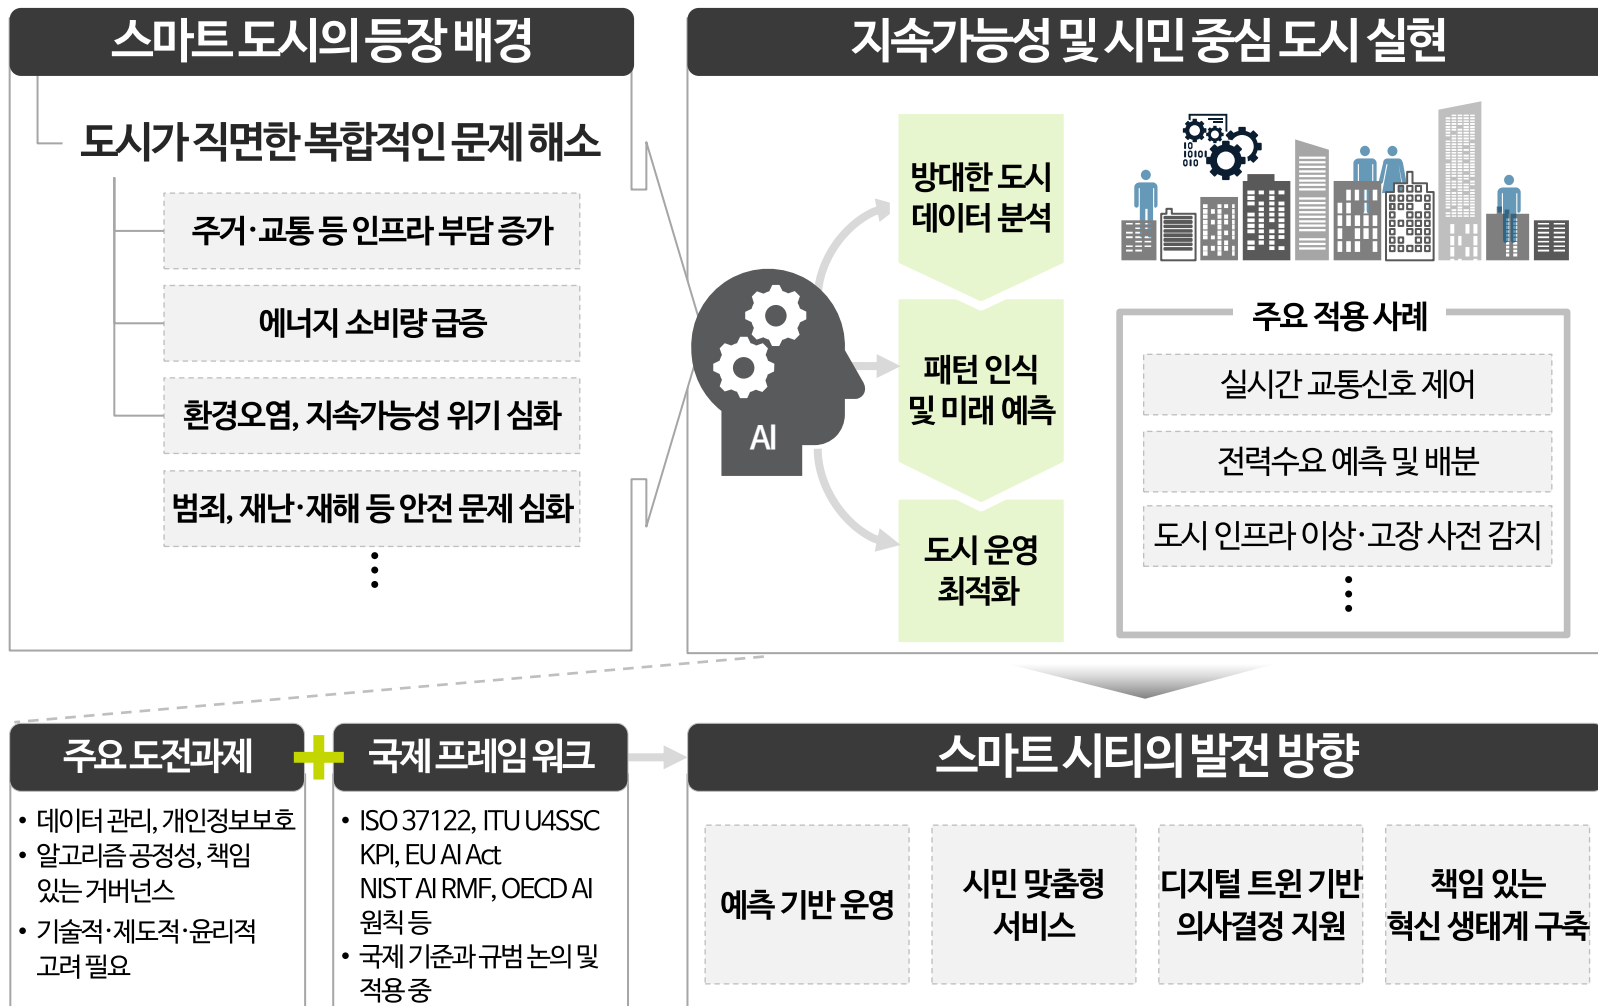 스마트 도시의 등장 배경
도시가 직면한 복합적인 문제 해소
주거·교통 등 인프라 부담 증가
에너지 소비량 급증
환경오염, 지속가능성 위기 심화
범죄, 재난·재해 등 안전 문제 심화
지속가능성 및 시민 중심 도시 실현
AI
방대한 도시
데이터 분석
패턴 인식
및 미래 예측
도시 운영
최적화
10
10101
010
주요 적용 사례
실시간 교통신호 제어
전력수요 예측 및 배분
도시 인프라 이상·고장 사전 감지
주요 도전과제
• 데이터 관리, 개인정보보호
• 알고리즘 공정성, 책임
있는 거버넌스
• 기술적·제도적·윤리적
고려 필요
국제 프레임 워크
• ISO 37122, ITU U4SSC
KPI, EU AI Act
NIST AI RMF, OECD AI
원칙 등
• 국제 기준과 규범 논의 및
적용 중
스마트 시티의 발전 방향
예측 기반 운영
시민 맞춤형
서비스
디지털 트윈 기반
의사결정 지원
책임 있는
혁신 생태계 구축